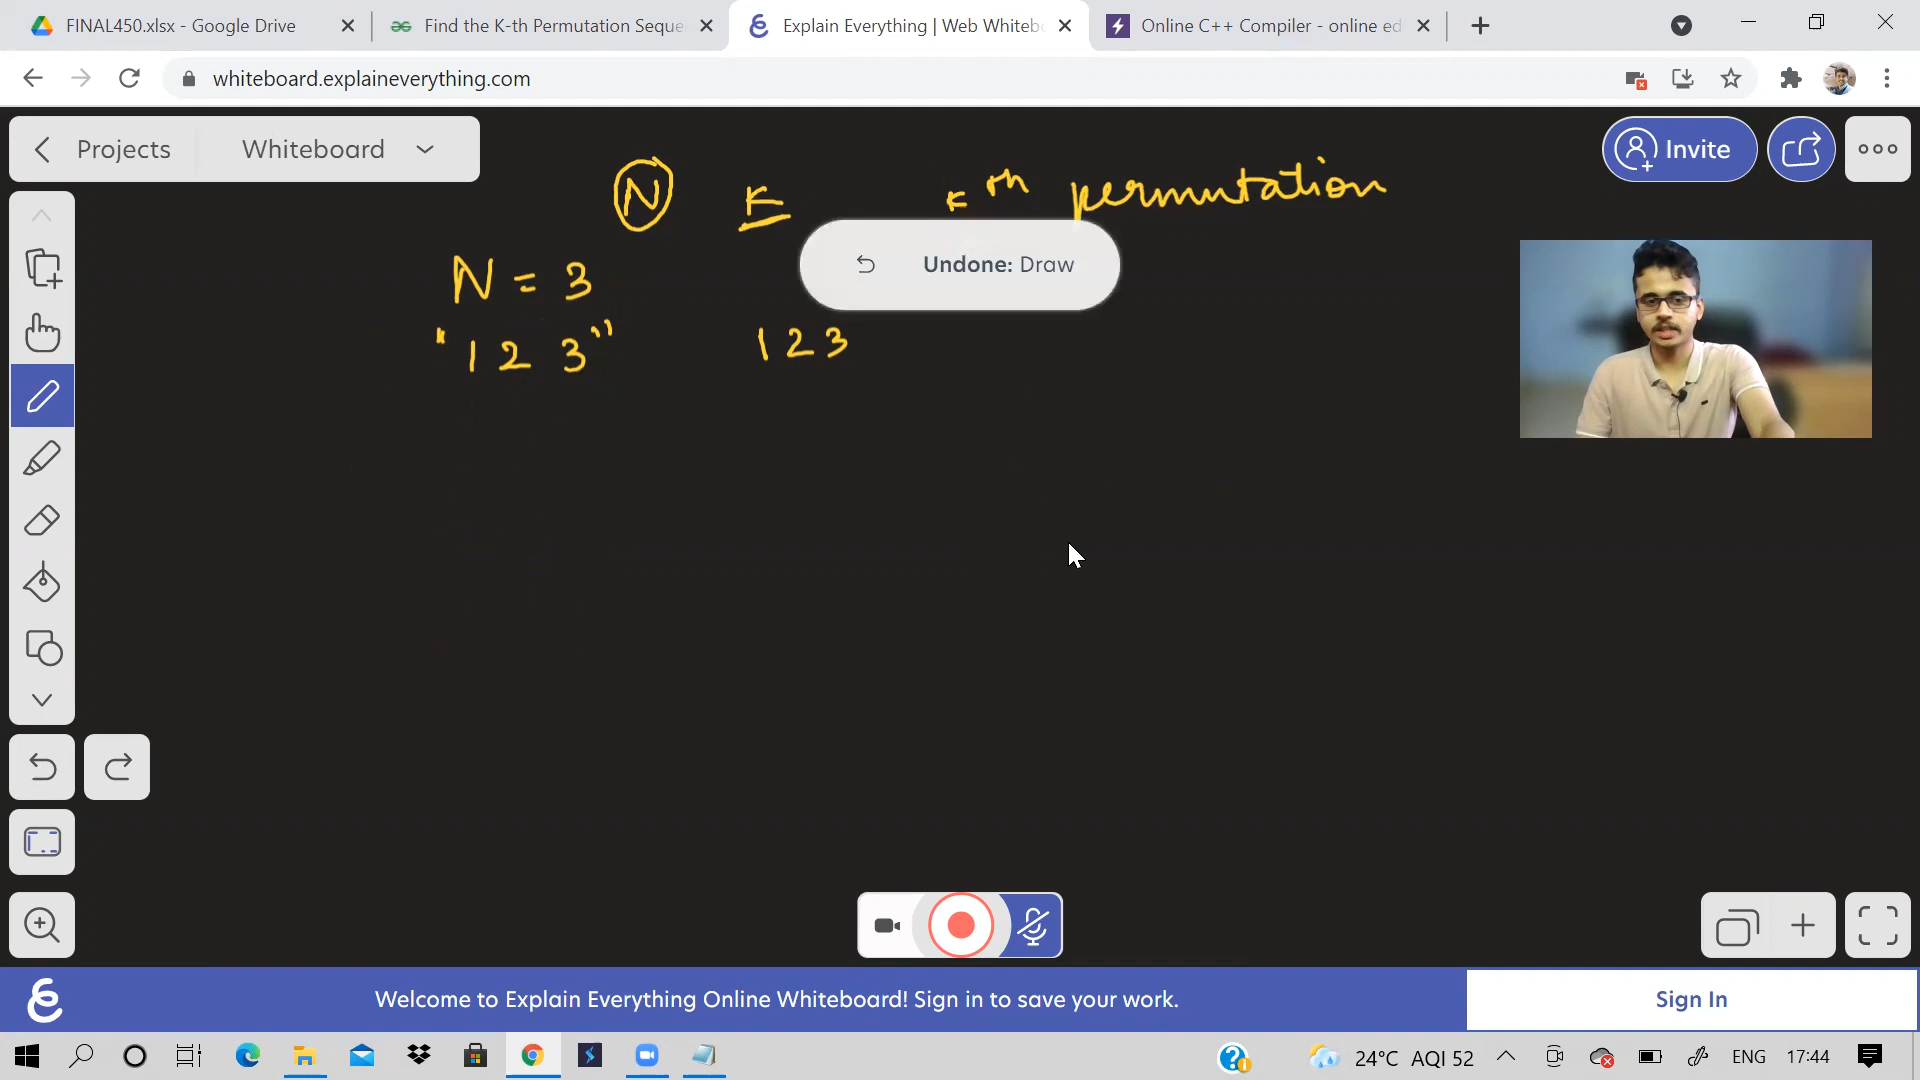 FINAL450.xlsx - Google Drive
Find the K-th Permutation Seque
Explain Everything | Web Whitebo
Online C++ Compiler - online ed
whiteboard.explaineverything.com
Projects
Whiteboard
Invite
N K Kth permutation
Undone: Draw
N = 3
"1 2 3" 1 2 3
Welcome to Explain Everything Online Whiteboard! Sign in to save your work.
Sign In
24°C AQI 52
ENG
17:44